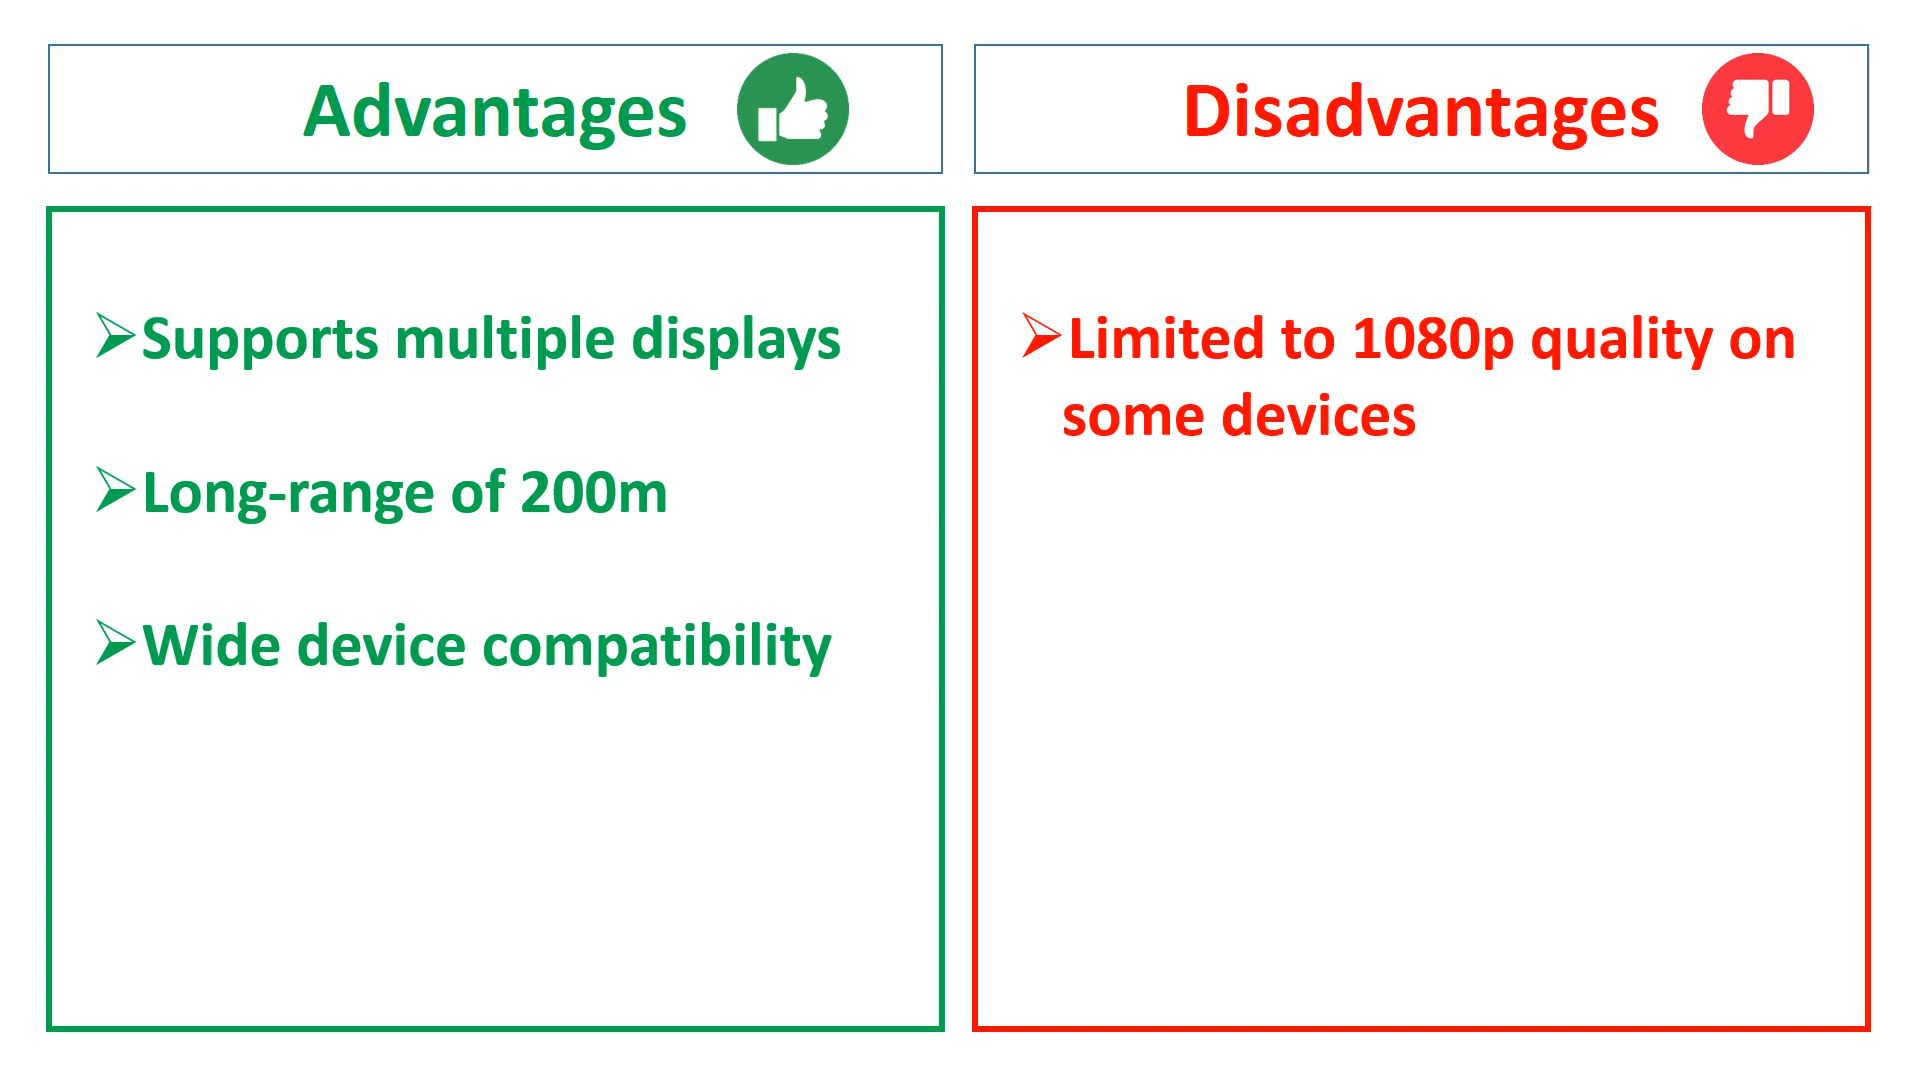 Advantages
Disadvantages
Supports multiple displays
Long-range of 200m
Wide device compatibility
Limited to 1080p quality on
some devices